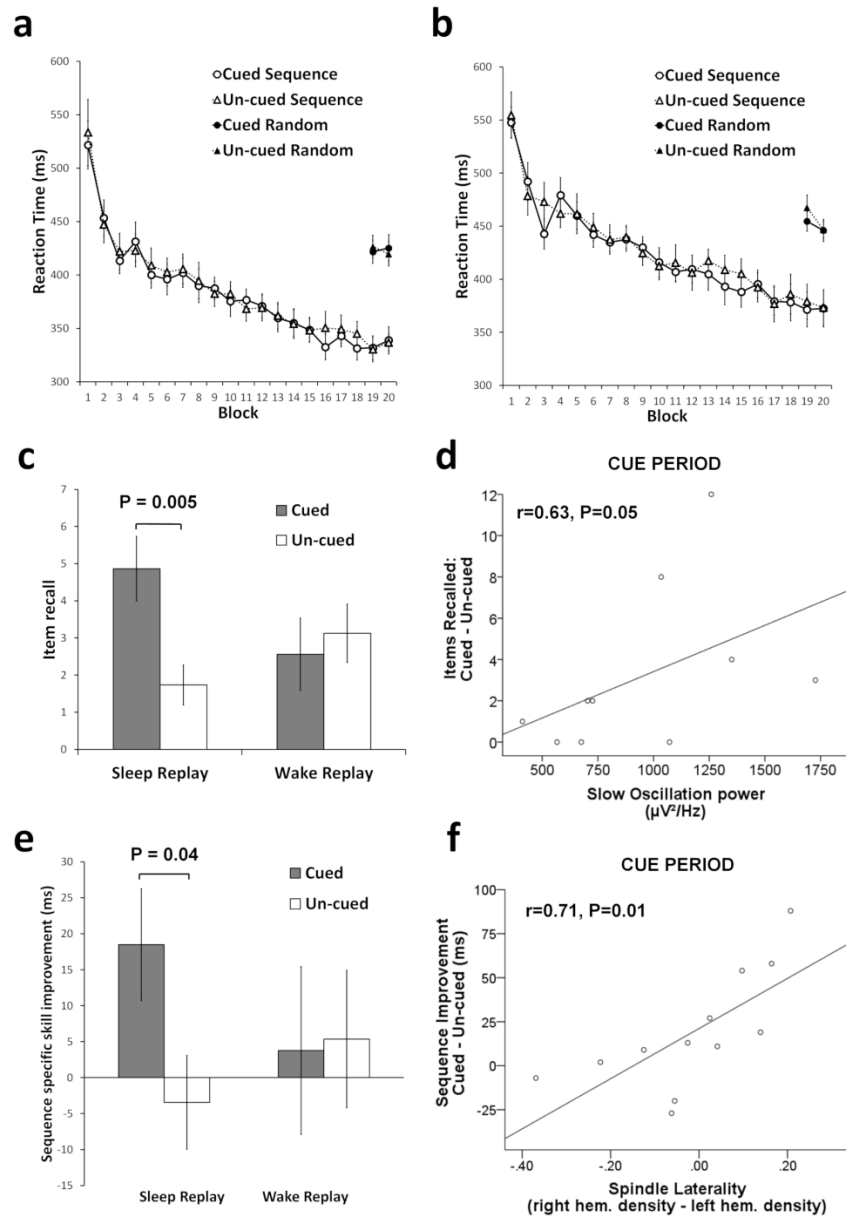 a
600
550
500
450
400
350
300
Reaction Time (ms)
Cued Sequence
Un-cued Sequence
Cued Random
Un-cued Random
1 2 3 4 5 6 7 8 9 10 11 12 13 14 15 16 17 18 19 20
Block
b
600
550
500
450
400
350
300
Reaction Time (ms)
Cued Sequence
Un-cued Sequence
Cued Random
Un-cued Random
1 2 3 4 5 6 7 8 9 10 11 12 13 14 15 16 17 18 19 20
Block
c
7
6
5
4
3
2
1
0
Item recall
P = 0.005
Cued
Un-cued
Sleep Replay Wake Replay
d
CUE PERIOD
r=0.63, P=0.05
12
10
8
6
4
2
0
Items Recalled:
Cued - Un-cued
500 750 1000 1250 1500 1750
Slow Oscillation power
(µV²/Hz)
e
30
25
20
15
10
5
0
-5
-10
-15
Sequence specific skill improvement (ms)
P = 0.04
Cued
Un-cued
Sleep Replay Wake Replay
f
CUE PERIOD
r=0.71, P=0.01
100
75
50
25
0
-25
Sequence Improvement
Cued - Un-cued (ms)
-.40 -.20 .00 .20
Spindle Laterality
(right hem. density - left hem. density)